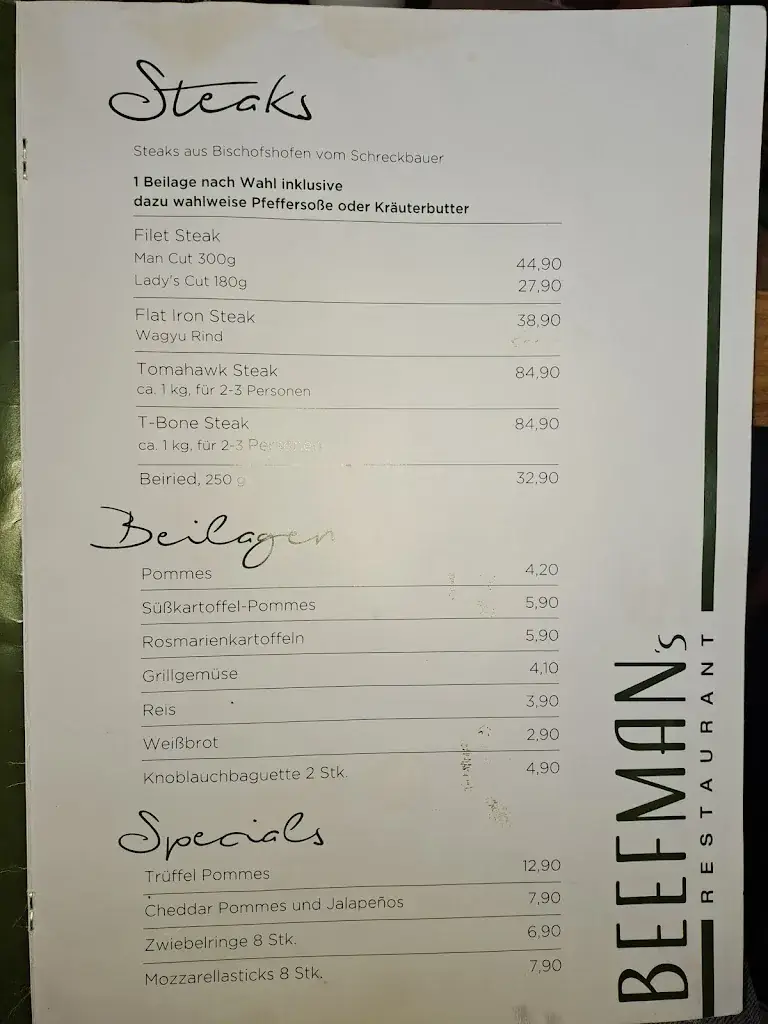 Steaks
Steaks aus Bischofshofen vom Schreckbauer
1 Beilage nach Wahl inklusive
dazu wahlweise Pfeffersoße oder Kräuterbutter
Filet Steak
Man Cut 300g 44,90
Lady's Cut 180g 27,90
Flat Iron Steak 38,90
Wagyu Rind
Tomahawk Steak 84,90
ca. 1 kg, für 2-3 Personen
T-Bone Steak 84,90
ca. 1 kg, für 2-3 Personen
Beiried, 250 g 32,90
Beilagen
Pommes 4,20
Süßkartoffel-Pommes 5,90
Rosmarienkartoffeln 5,90
Grillgemüse 4,10
Reis 3,90
Weißbrot 2,90
Knoblauchbaguette 2 Stk. 4,90
Specials
Trüffel Pommes 12,90
Cheddar Pommes und Jalapeños 7,90
Zwiebelringe 8 Stk. 6,90
Mozzarellasticks 8 Stk. 7,90
BEEFMAN's
RESTAURANT